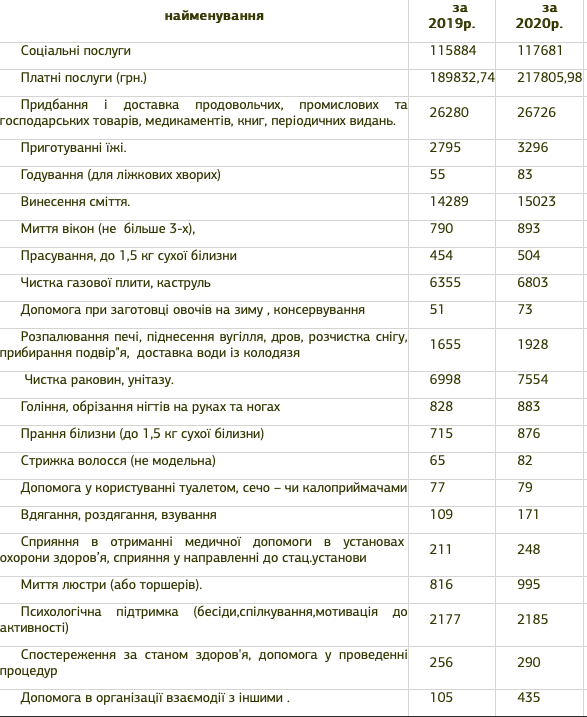 найменування за 2019р. за 2020р.
Соціальні послуги 115884 117681
Платні послуги (грн.) 189832,74 217805,98
Придбання і доставка продовольчих, промислових та
господарських товарів, медикаментів, книг, періодичних видань. 26280 26726
Приготуванні їжі. 2795 3296
Годування (для ліжкових хворих) 55 83
Винесення сміття. 14289 15023
Миття вікон (не більше 3-х), 790 893
Прасування, до 1,5 кг сухої білизни 454 504
Чистка газової плити, каструль 6355 6803
Допомога при заготовці овочів на зиму , консервування 51 73
Розпалювання печі, піднесення вугілля, дров, розчистка снігу,
прибирання подвір"я, доставка води із колодязя 1655 1928
Чистка раковин, унітазу. 6998 7554
Гоління, обрізання нігтів на руках та ногах 828 883
Прання білизни (до 1,5 кг сухої білизни) 715 876
Стрижка волосся (не модельна) 65 82
Допомога у користуванні туалетом, сечо – чи калоприймачами 77 79
Вдягання, роздягання, взування 109 171
Сприяння в отриманні медичної допомоги в установах
охорони здоров’я, сприяння у направленні до стац.установи 211 248
Миття люстри (або торшерів). 816 995
Психологічна підтримка (бесіди,спілкування,мотивація до
активності) 2177 2185
Спостереження за станом здоров'я, допомога у проведенні
процедур 256 290
Допомога в організації взаємодії з іншими . 105 435